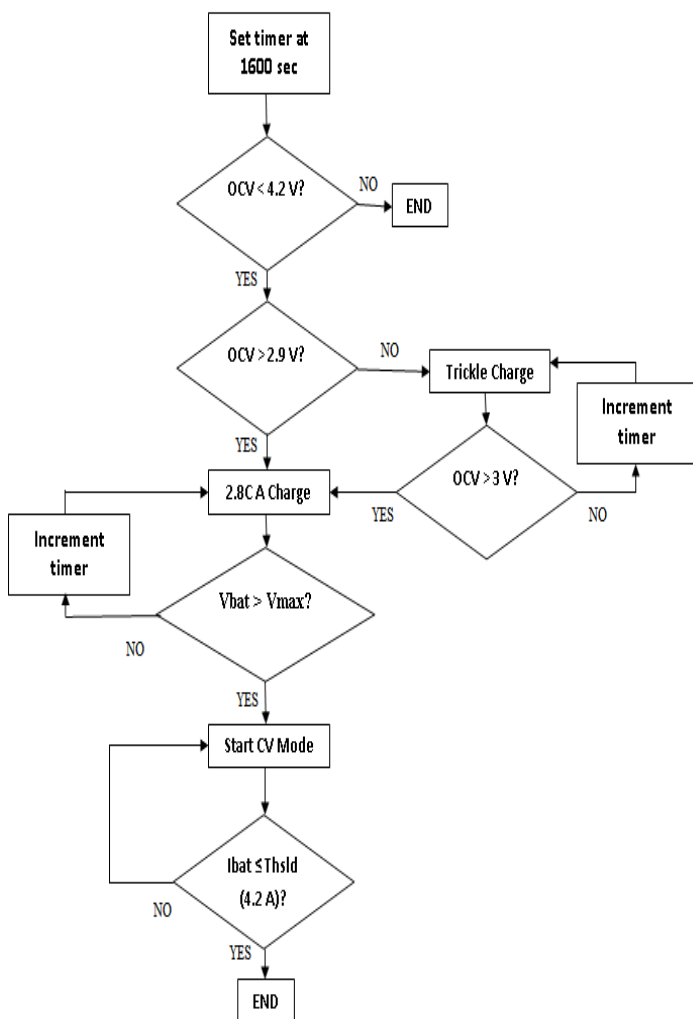 Set timer at
1600 sec
OCV < 4.2 V?
NO
END
YES
OCV > 2.9 V?
NO
Trickle Charge
Increment
timer
YES
2.8C A Charge
OCV > 3 V?
YES
NO
Increment
timer
Vbat > Vmax?
NO
YES
Start CV Mode
Ibat ≤ Thsld
(4.2 A)?
NO
YES
END